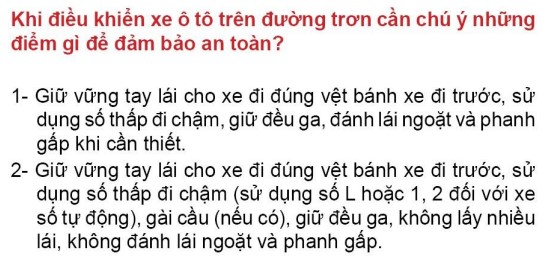 Khi điều khiển xe ô tô trên đường trơn cần chú ý những
điểm gì để đảm bảo an toàn?
1- Giữ vững tay lái cho xe đi đúng vệt bánh xe đi trước, sử
dụng số thấp đi chậm, giữ đều ga, đánh lái ngoặt và phanh
gấp khi cần thiết.
2- Giữ vững tay lái cho xe đi đúng vệt bánh xe đi trước, sử
dụng số thấp đi chậm (sử dụng số L hoặc 1, 2 đối với xe
số tự động), gài cầu (nếu có), giữ đều ga, không lấy nhiều
lái, không đánh lái ngoặt và phanh gấp.